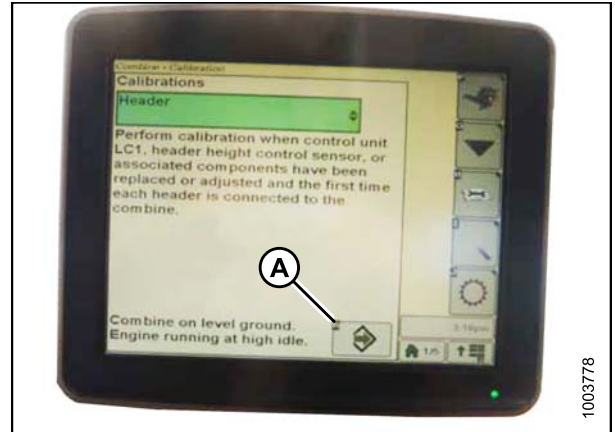 Combine - Calibration
Calibrations
Header
Perform calibration when control unit
LC1, header height control sensor, or
associated components have been
replaced or adjusted and the first time
each header is connected to the
combine.
A
Combine on level ground.
Engine running at high idle.
1/5
1003778